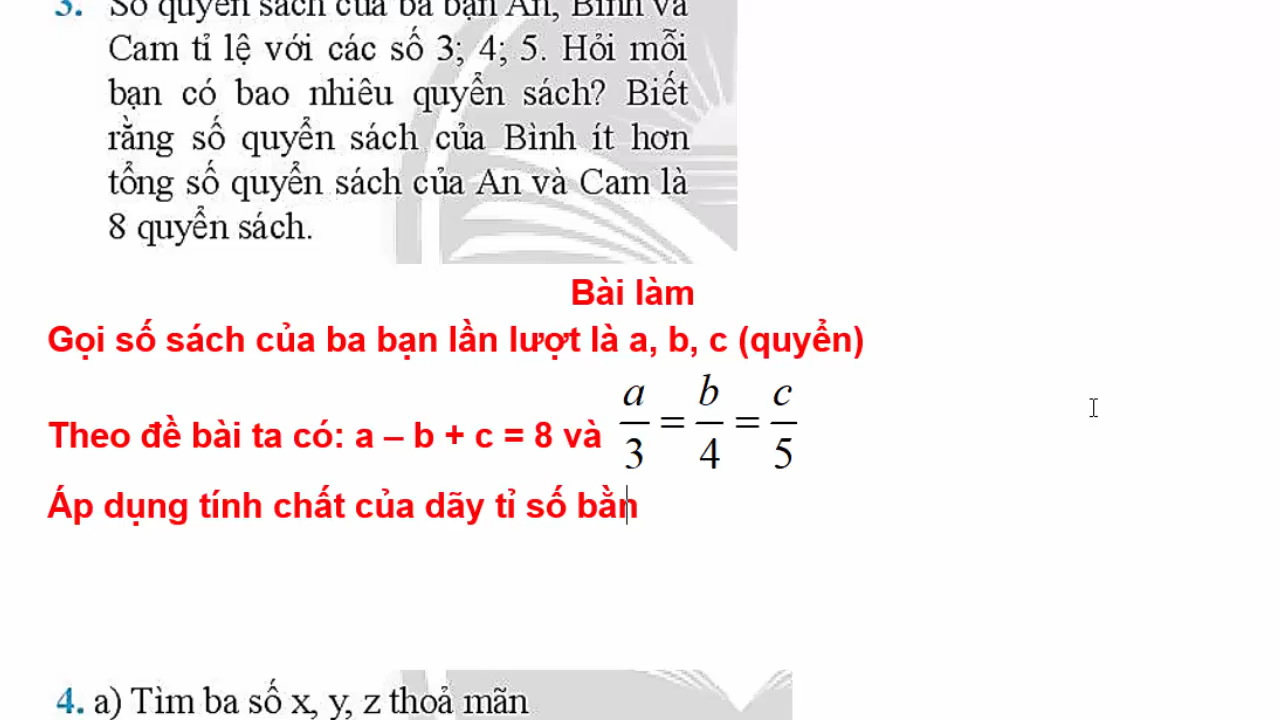 3. Số quyển sách của ba bạn An, Bình và
Cam tỉ lệ với các số 3; 4; 5. Hỏi mỗi
bạn có bao nhiêu quyển sách? Biết
rằng số quyển sách của Bình ít hơn
tổng số quyển sách của An và Cam là
8 quyển sách.
Bài làm
Gọi số sách của ba bạn lần lượt là a, b, c (quyển)
Theo đề bài ta có: a – b + c = 8 và a/3 = b/4 = c/5
Áp dụng tính chất của dãy tỉ số bằn
4. a) Tìm ba số x, y, z thoả mãn